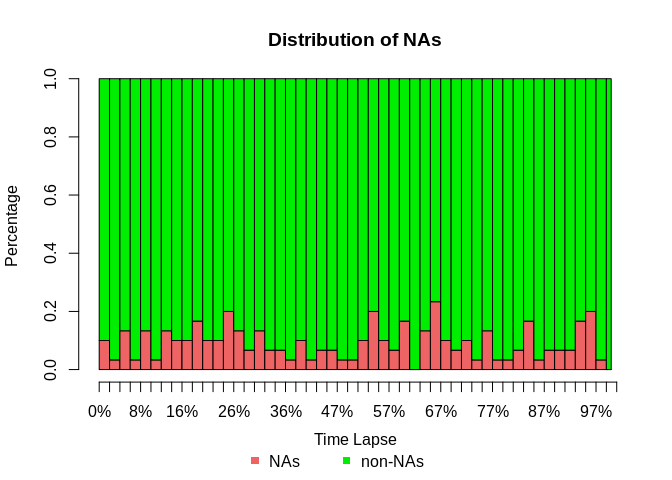 Distribution of NAs
Percentage
1.0
0.8
0.6
0.4
0.2
0.0
0% 8% 16% 26% 36% 47% 57% 67% 77% 87% 97%
Time Lapse
NAs non-NAs